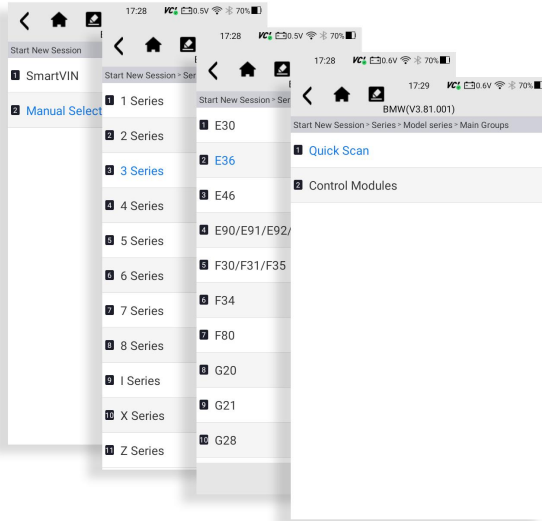 Start New Session
1 SmartVIN
2 Manual Select
17:28 VC 0.5V 70%
Start New Session > Ser
1 1 Series
2 2 Series
3 3 Series
4 4 Series
5 5 Series
6 6 Series
7 7 Series
8 8 Series
9 I Series
10 X Series
11 Z Series
17:28 VC 0.5V 70%
Start New Session > Ser
1 E30
2 E36
3 E46
4 E90/E91/E92/
5 F30/F31/F35
6 F34
7 F80
8 G20
9 G21
10 G28
17:28 VC 0.6V 70%
17:29 VC 0.6V 70%
BMW(V3.81.001)
Start New Session > Series > Model series > Main Groups
1 Quick Scan
2 Control Modules